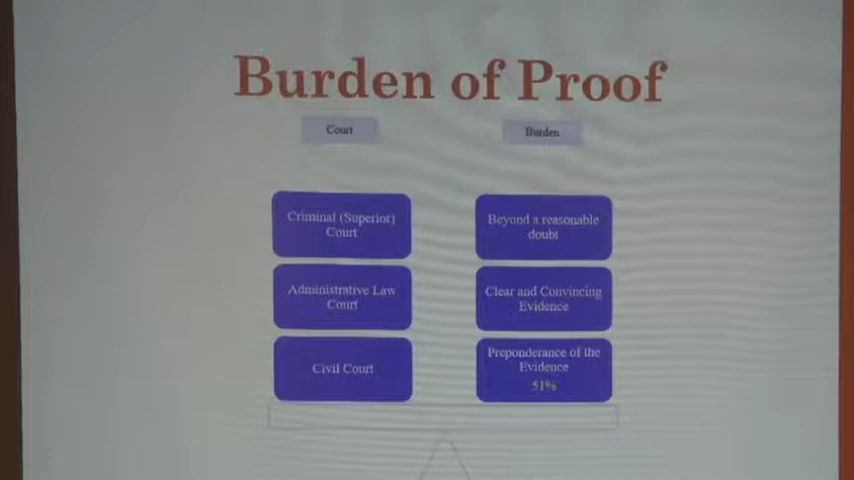 Burden of Proof
Court
Burden
Criminal (Superior)
Court
Beyond a reasonable
doubt
Administrative Law
Court
Clear and Convincing
Evidence
Civil Court
Preponderance of the
Evidence
51%